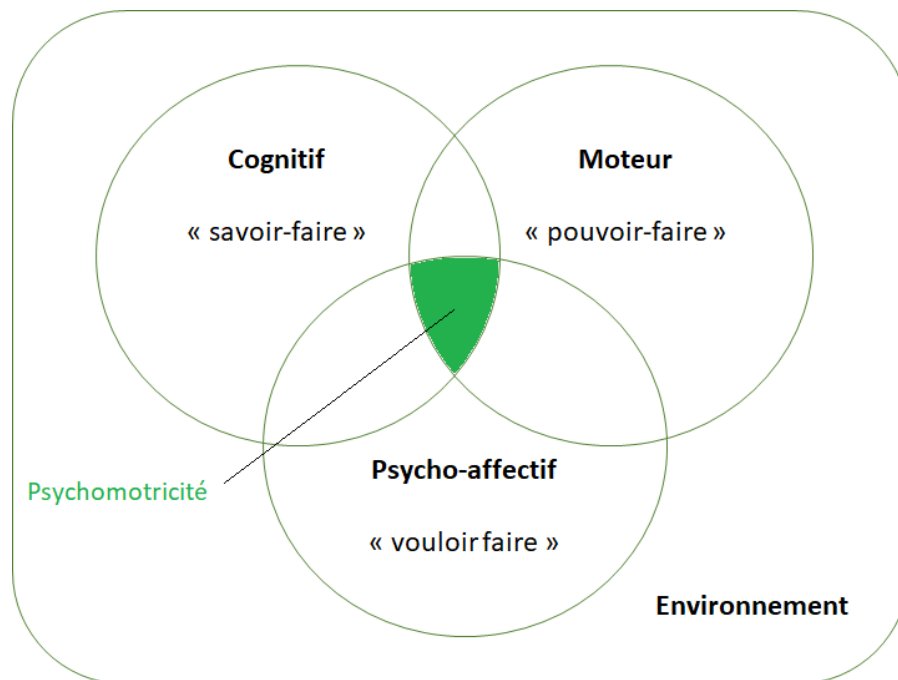 Cognitif
Moteur
« savoir-faire »
« pouvoir-faire »
Psycho-affectif
Psychomotricité
« vouloir faire »
Environnement